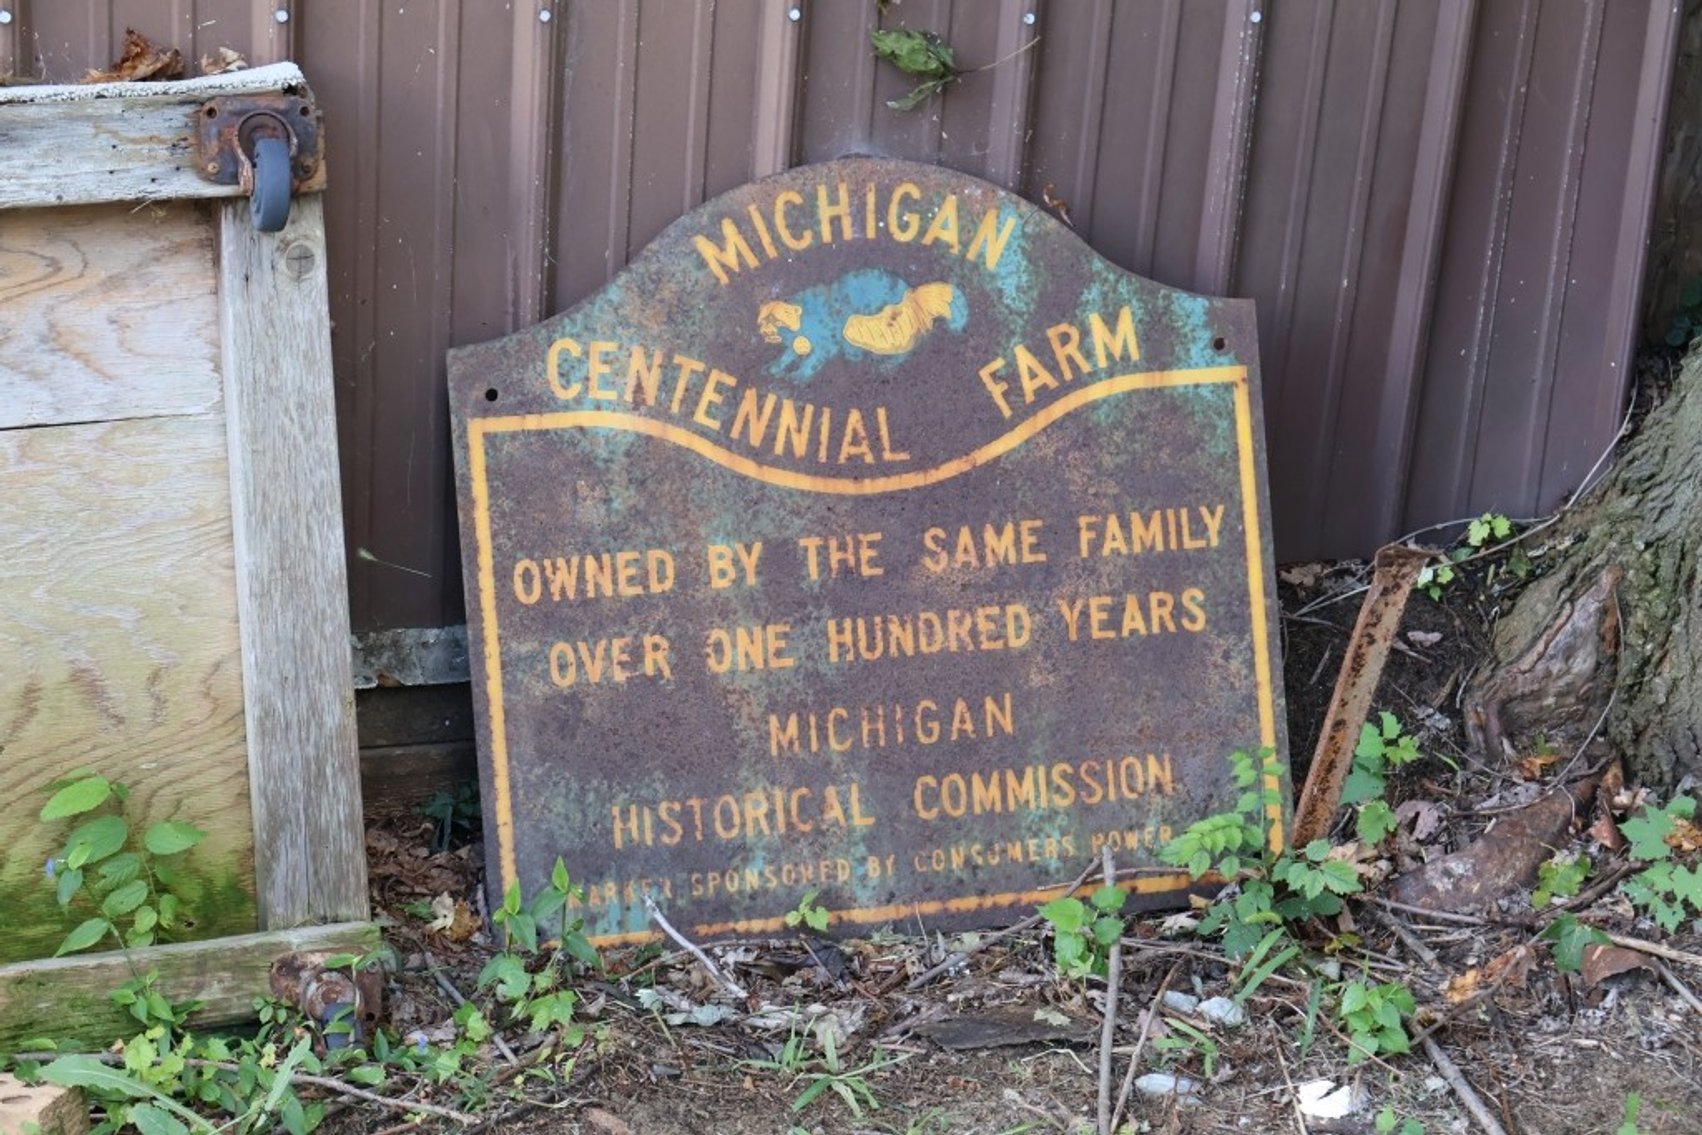 MICHIGAN
CENTENNIAL FARM
OWNED BY THE SAME FAMILY
OVER ONE HUNDRED YEARS
MICHIGAN
HISTORICAL COMMISSION
MARKER SPONSORED BY CONSUMERS POWER